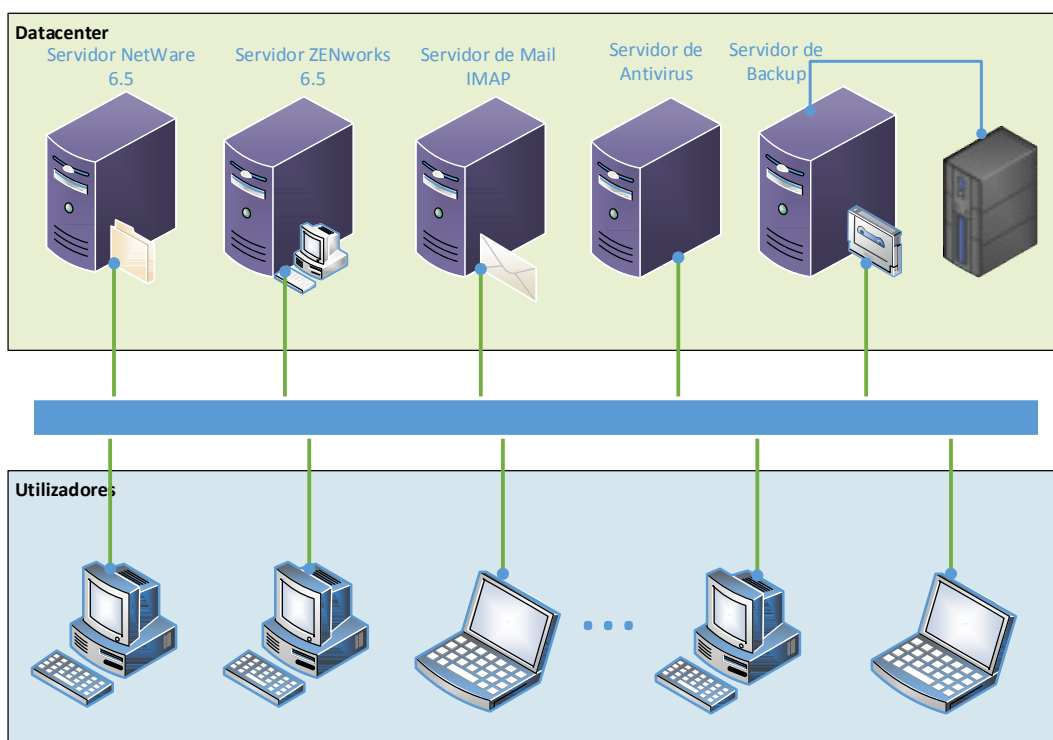 Datacenter
Servidor NetWare
6.5
Servidor ZENworks
6.5
Servidor de Mail
IMAP
Servidor de
Antivirus
Servidor de
Backup
Utilizadores